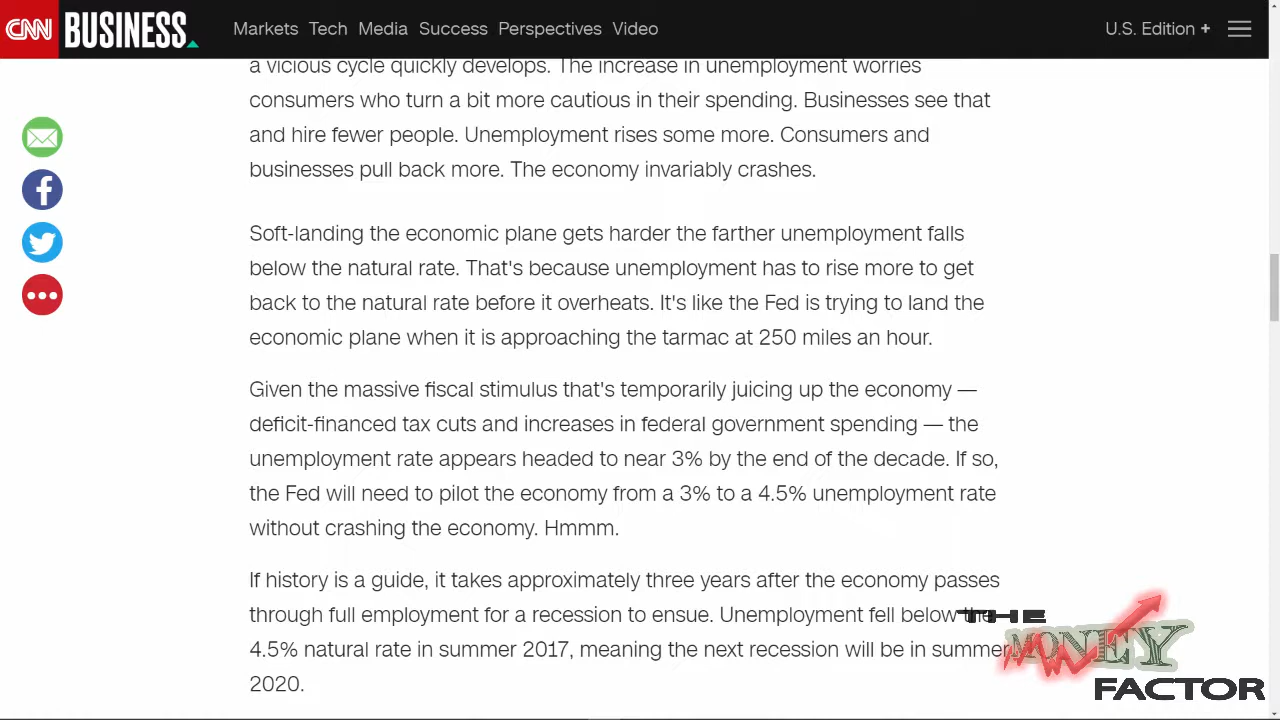 CNN BUSINESS Markets Tech Media Success Perspectives Video U.S. Edition +
a vicious cycle quickly develops. The increase in unemployment worries
consumers who turn a bit more cautious in their spending. Businesses see that
and hire fewer people. Unemployment rises some more. Consumers and
businesses pull back more. The economy invariably crashes.
Soft-landing the economic plane gets harder the farther unemployment falls
below the natural rate. That's because unemployment has to rise more to get
back to the natural rate before it overheats. It's like the Fed is trying to land the
economic plane when it is approaching the tarmac at 250 miles an hour.
Given the massive fiscal stimulus that's temporarily juicing up the economy —
deficit-financed tax cuts and increases in federal government spending — the
unemployment rate appears headed to near 3% by the end of the decade. If so,
the Fed will need to pilot the economy from a 3% to a 4.5% unemployment rate
without crashing the economy. Hmmm.
If history is a guide, it takes approximately three years after the economy passes
through full employment for a recession to ensue. Unemployment fell below the
4.5% natural rate in summer 2017, meaning the next recession will be in summer
2020.
THE
MONEY
FACTOR